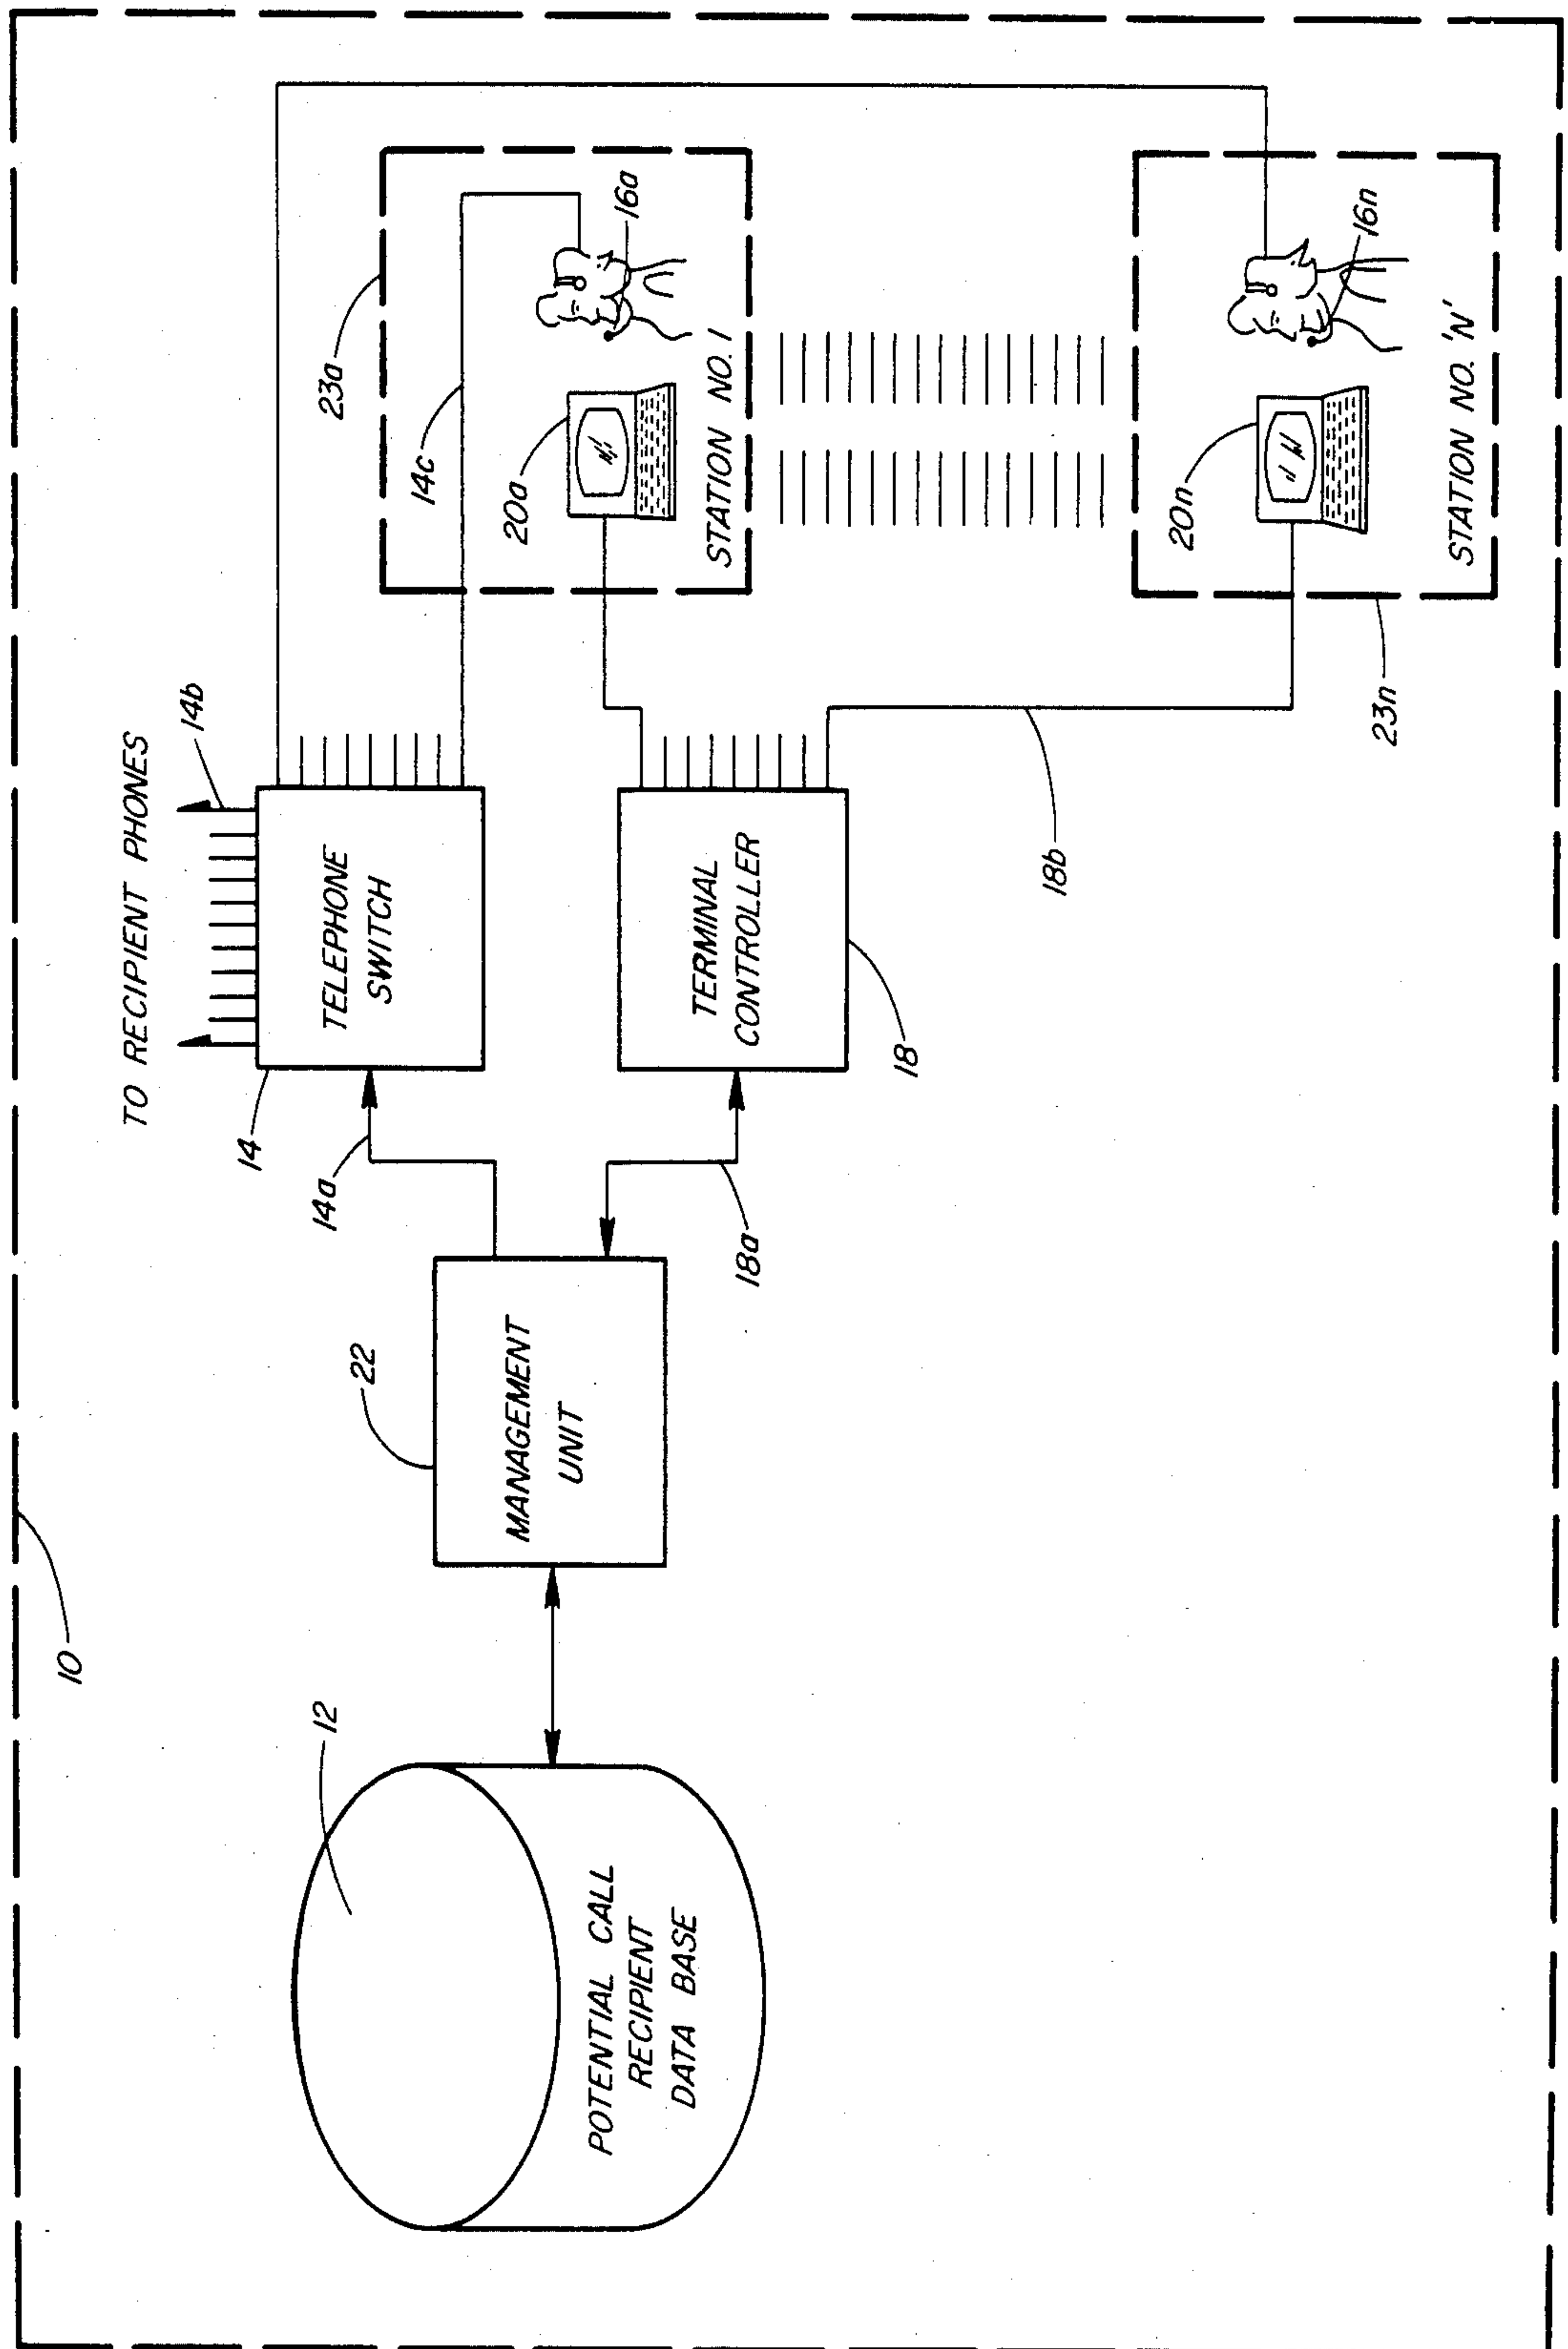 10
12
POTENTIAL CALL
RECIPIENT
DATA BASE
22
MANAGEMENT
UNIT
14a
18a
TO RECIPIENT PHONES
14
14b
TELEPHONE
SWITCH
TERMINAL
CONTROLLER
18
18b
23a
14c
20a
16a
STATION NO. 1
20n
16n
STATION NO. 'N'
23n